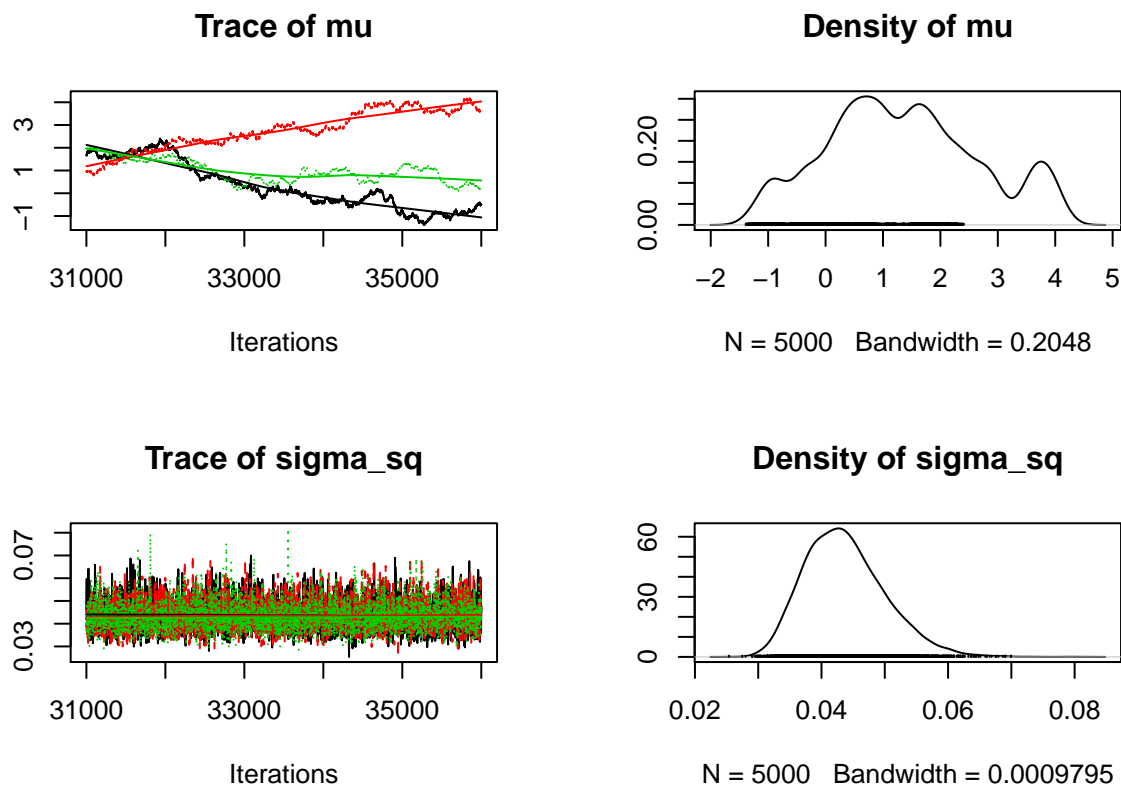 Trace of mu
3
1
−1
31000 33000 35000
Iterations
Density of mu
0.20
0.00
−2 −1 0 1 2 3 4 5
N = 5000 Bandwidth = 0.2048
Trace of sigma_sq
0.07
0.03
31000 33000 35000
Iterations
Density of sigma_sq
60
30
0
0.02 0.04 0.06 0.08
N = 5000 Bandwidth = 0.0009795